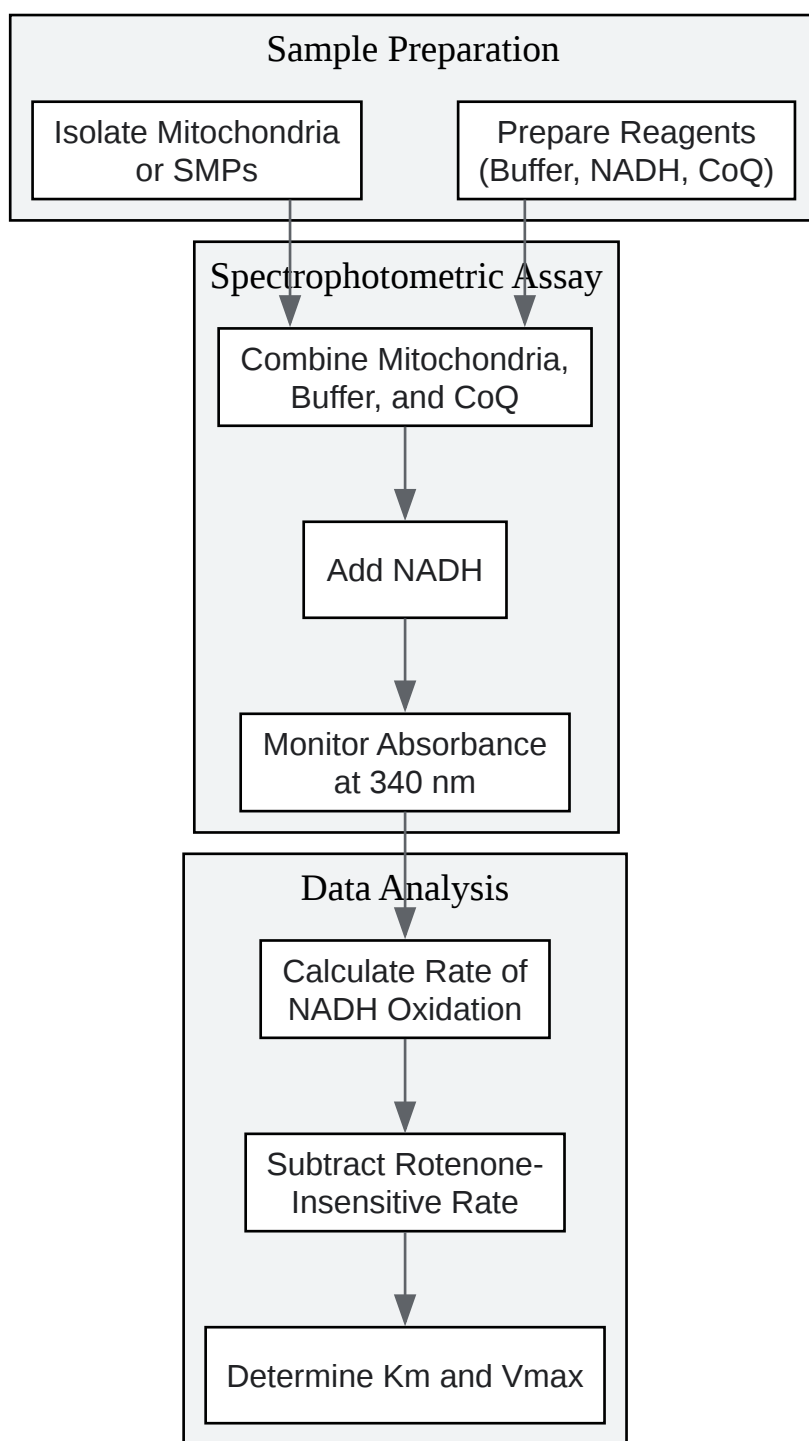 Sample Preparation
Isolate Mitochondria
or SMPs
Prepare Reagents
(Buffer, NADH, CoQ)
Spectrophotometric Assay
Combine Mitochondria,
Buffer, and CoQ
Add NADH
Monitor Absorbance
at 340 nm
Data Analysis
Calculate Rate of
NADH Oxidation
Subtract Rotenone-
Insensitive Rate
Determine Km and Vmax